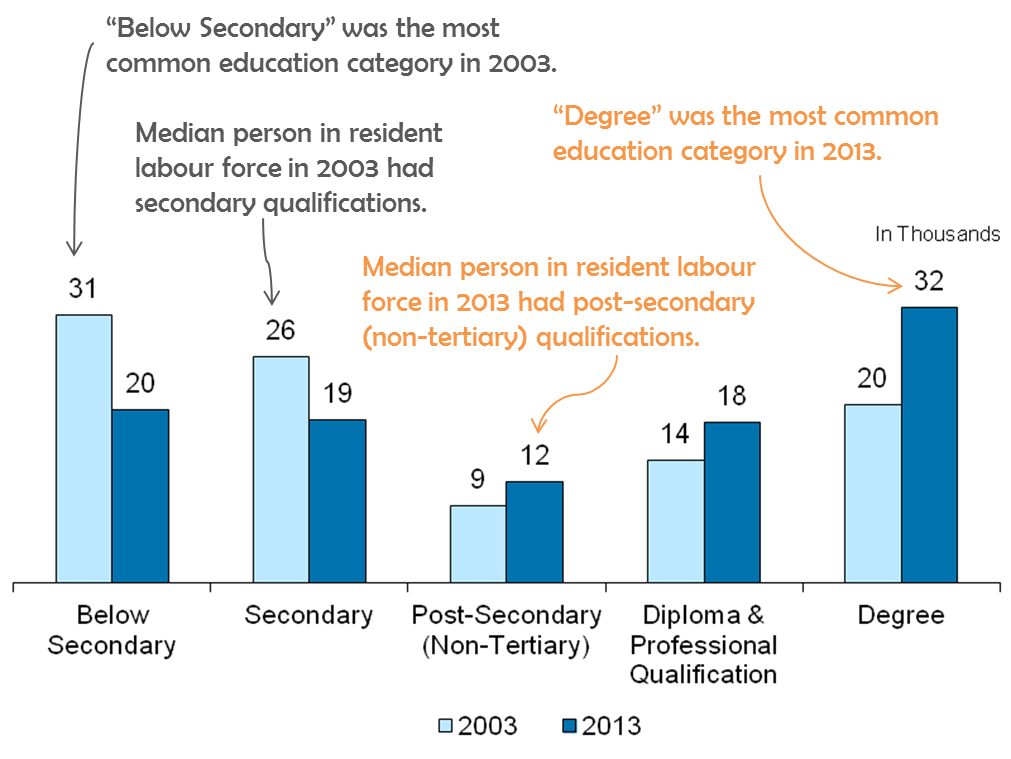 “Below Secondary” was the most
common education category in 2003.
“Degree” was the most common
education category in 2013.
Median person in resident
labour force in 2003 had
secondary qualifications.
In Thousands
Median person in resident labour
force in 2013 had post-secondary
(non-tertiary) qualifications.
31
20
26
19
9
12
14
18
20
32
Below
Secondary
Secondary
Post-Secondary
(Non-Tertiary)
Diploma &
Professional
Qualification
Degree
2003
2013